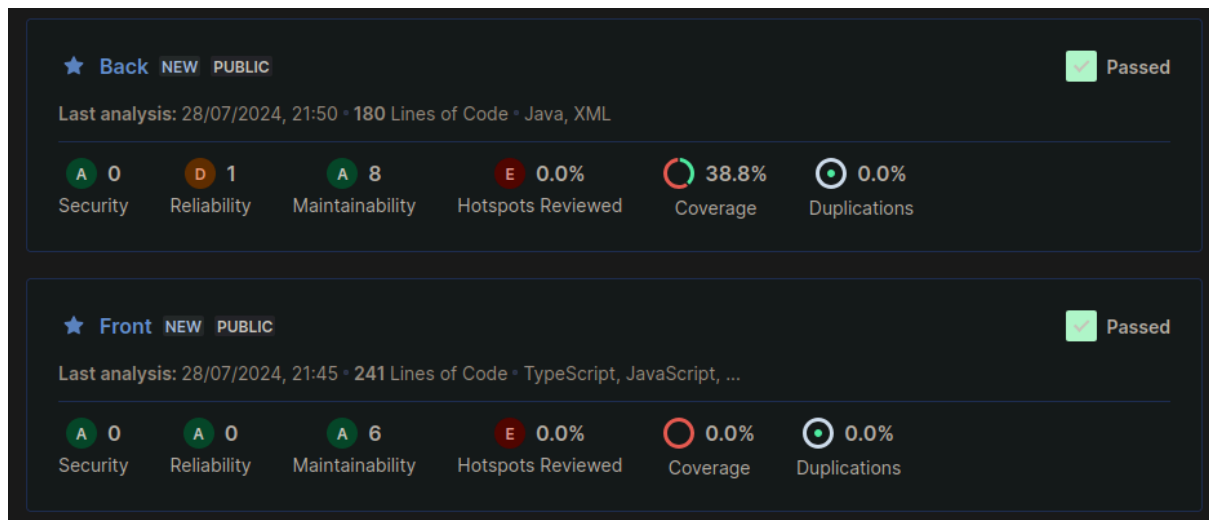 Back NEW PUBLIC Passed
Last analysis: 28/07/2024, 21:50 • 180 Lines of Code • Java, XML
A 0 D 1 A 8 E 0.0% 38.8% 0.0%
Security Reliability Maintainability Hotspots Reviewed Coverage Duplications
Front NEW PUBLIC Passed
Last analysis: 28/07/2024, 21:45 • 241 Lines of Code • TypeScript, JavaScript, ...
A 0 A 0 A 6 E 0.0% 0.0% 0.0%
Security Reliability Maintainability Hotspots Reviewed Coverage Duplications